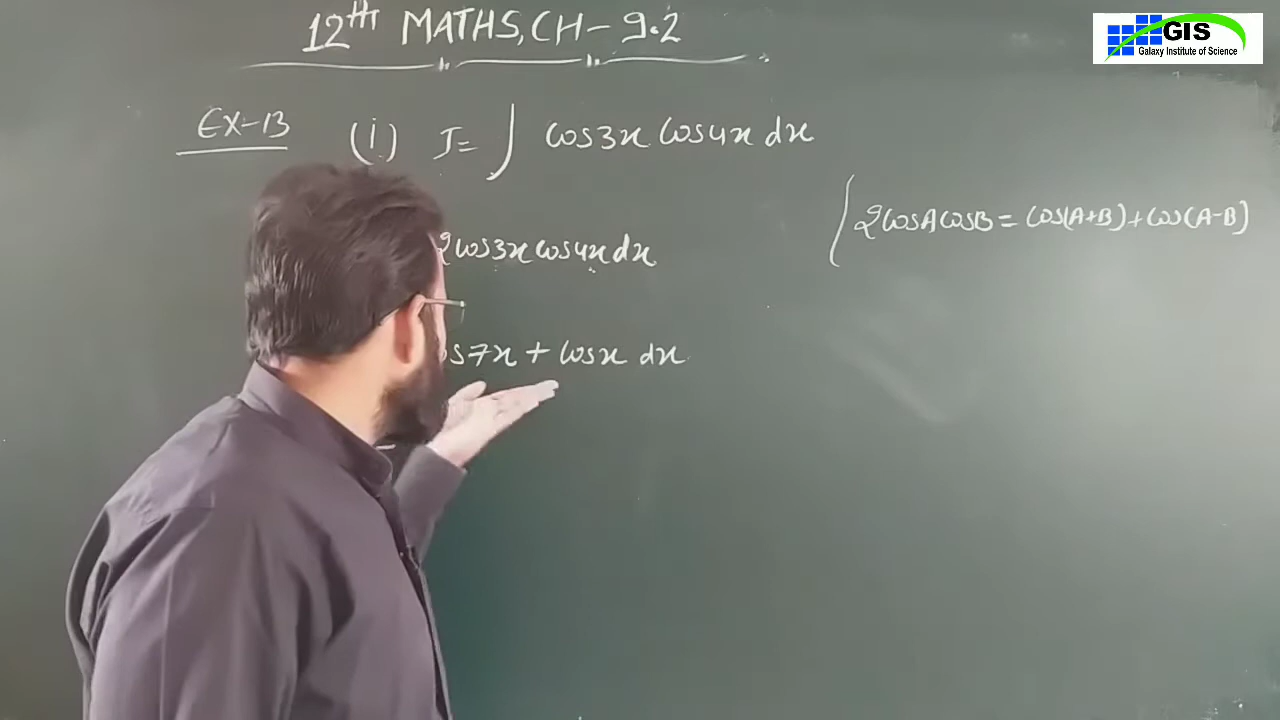 12TH MATHS, CH - 9.2
GIS
Galaxy Institute of Science
EX-13 (i) I = ∫ cos3x cos4x dx
2cosAcosB = cos(A+B)+cos(A-B)
2cos3x cos4x dx
os7x + cosx dx